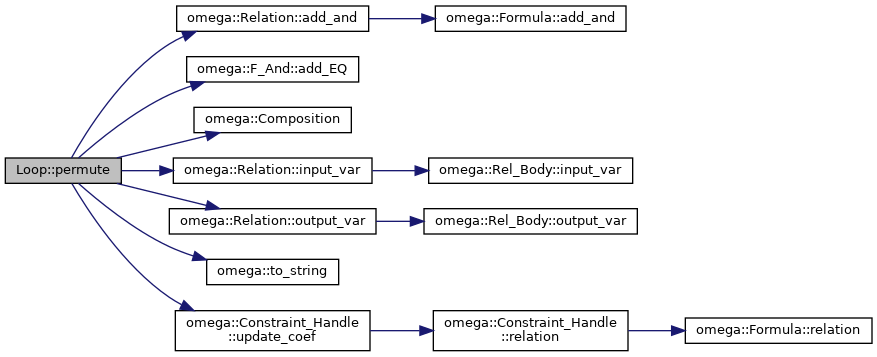 omega::Relation::add_and
omega::Formula::add_and
omega::F_And::add_EQ
omega::Composition
Loop::permute
omega::Relation::input_var
omega::Rel_Body::input_var
omega::Relation::output_var
omega::Rel_Body::output_var
omega::to_string
omega::Constraint_Handle
::update_coef
omega::Constraint_Handle
::relation
omega::Formula::relation